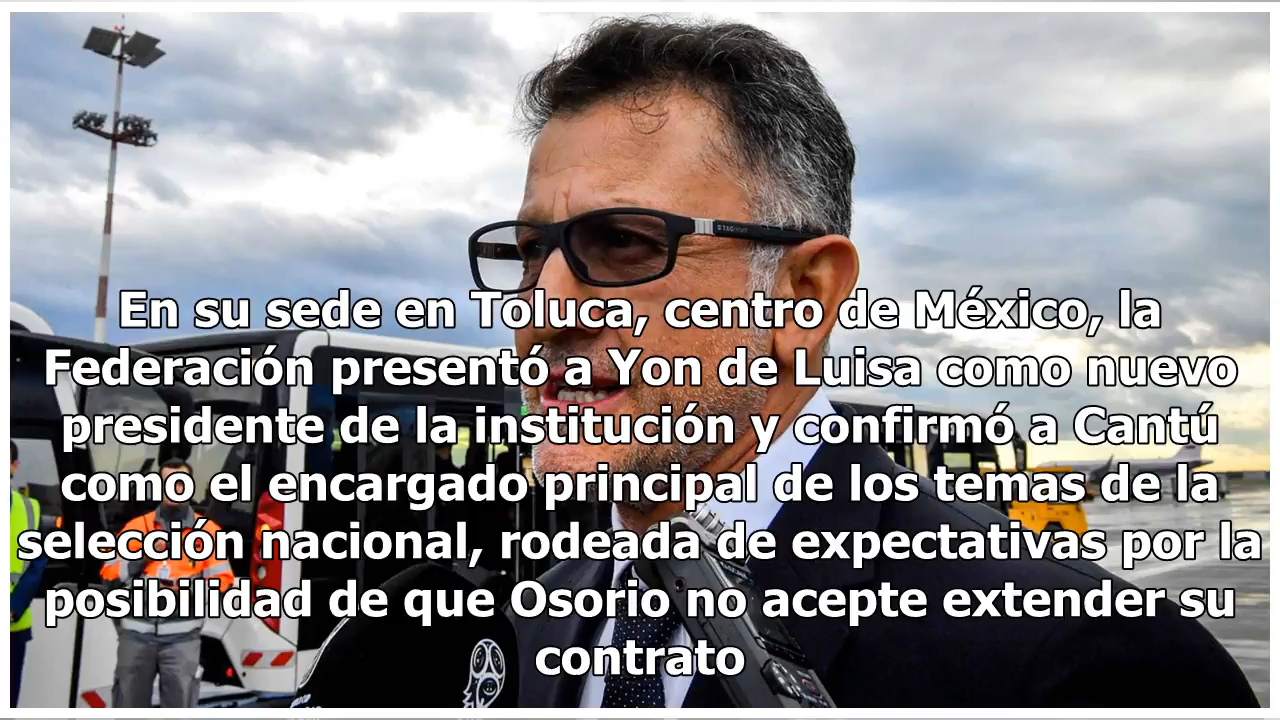 En su sede en Toluca, centro de México, la
Federación presentó a Yon de Luisa como nuevo
presidente de la institución y confirmó a Cantú
como el encargado principal de los temas de la
selección nacional, rodeada de expectativas por la
posibilidad de que Osorio no acepte extender su
contrato